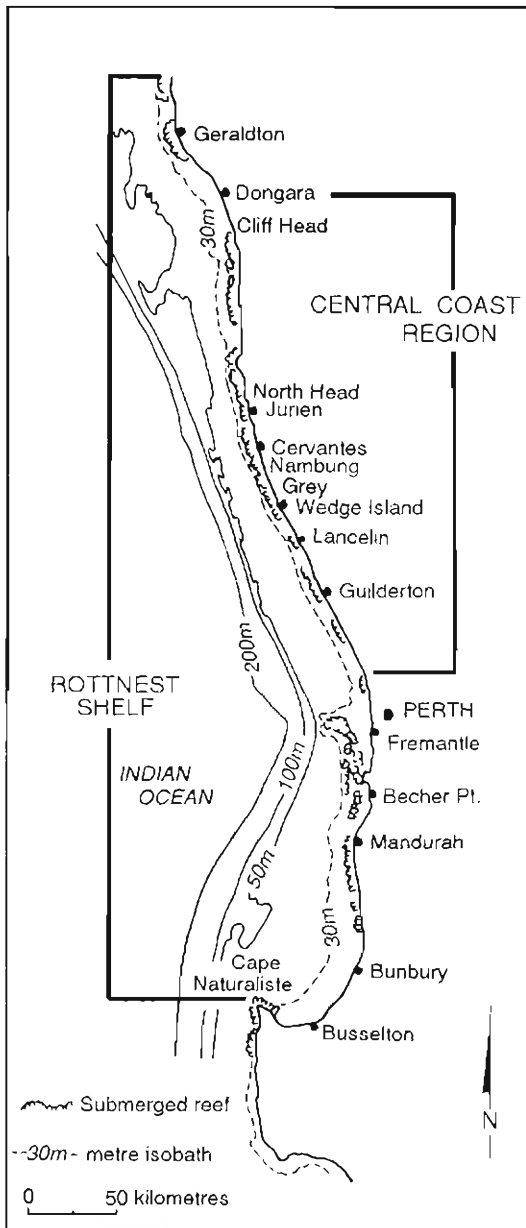 Geraldton
Dongara
Cliff Head
30m
CENTRAL COAST
REGION
North Head
Jurien
Cervantes
Nambung
Grey
Wedge Island
Lancelin
Guilderton
200m
ROTTNEST
SHELF
PERTH
Fremantle
INDIAN
OCEAN
100m
Becher Pt.
Mandurah
50m
30m
Cape
Naturaliste
Bunbury
Busselton
Submerged reef
N
--30m- metre isobath
0 50 kilometres